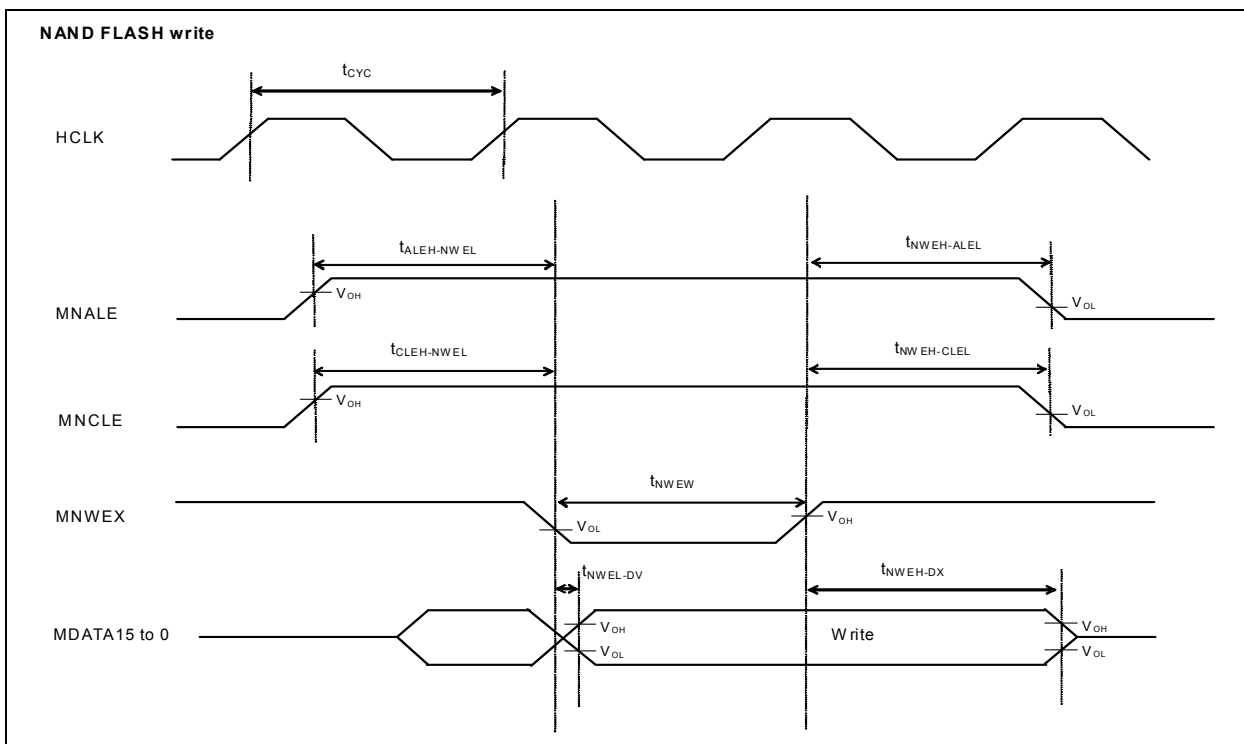 NAND FLASH write
tCYC
HCLK
tALEH-NWEL
tNWEH-ALEL
VOH
MNALE
VOL
tCLEH-NWEL
tNWEH-CLEL
VOH
MNCLE
VOL
tNWEW
MNWEX
VOL
VOH
tNWEL-DV
tNWEH-DX
MDATA15 to 0
VOH
Write
VOH
VOL
VOL